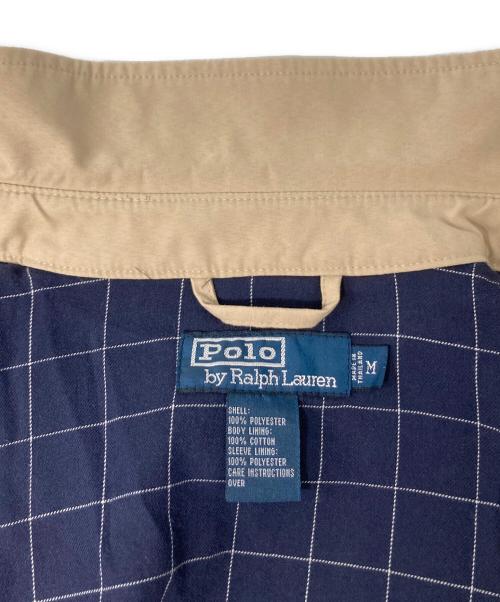 Polo
by Ralph Lauren
MADE IN
THAILAND
M
SHELL:
100% POLYESTER
BODY LINING:
100% COTTON
SLEEVE LINING:
100% POLYESTER
CARE INSTRUCTIONS
OVER